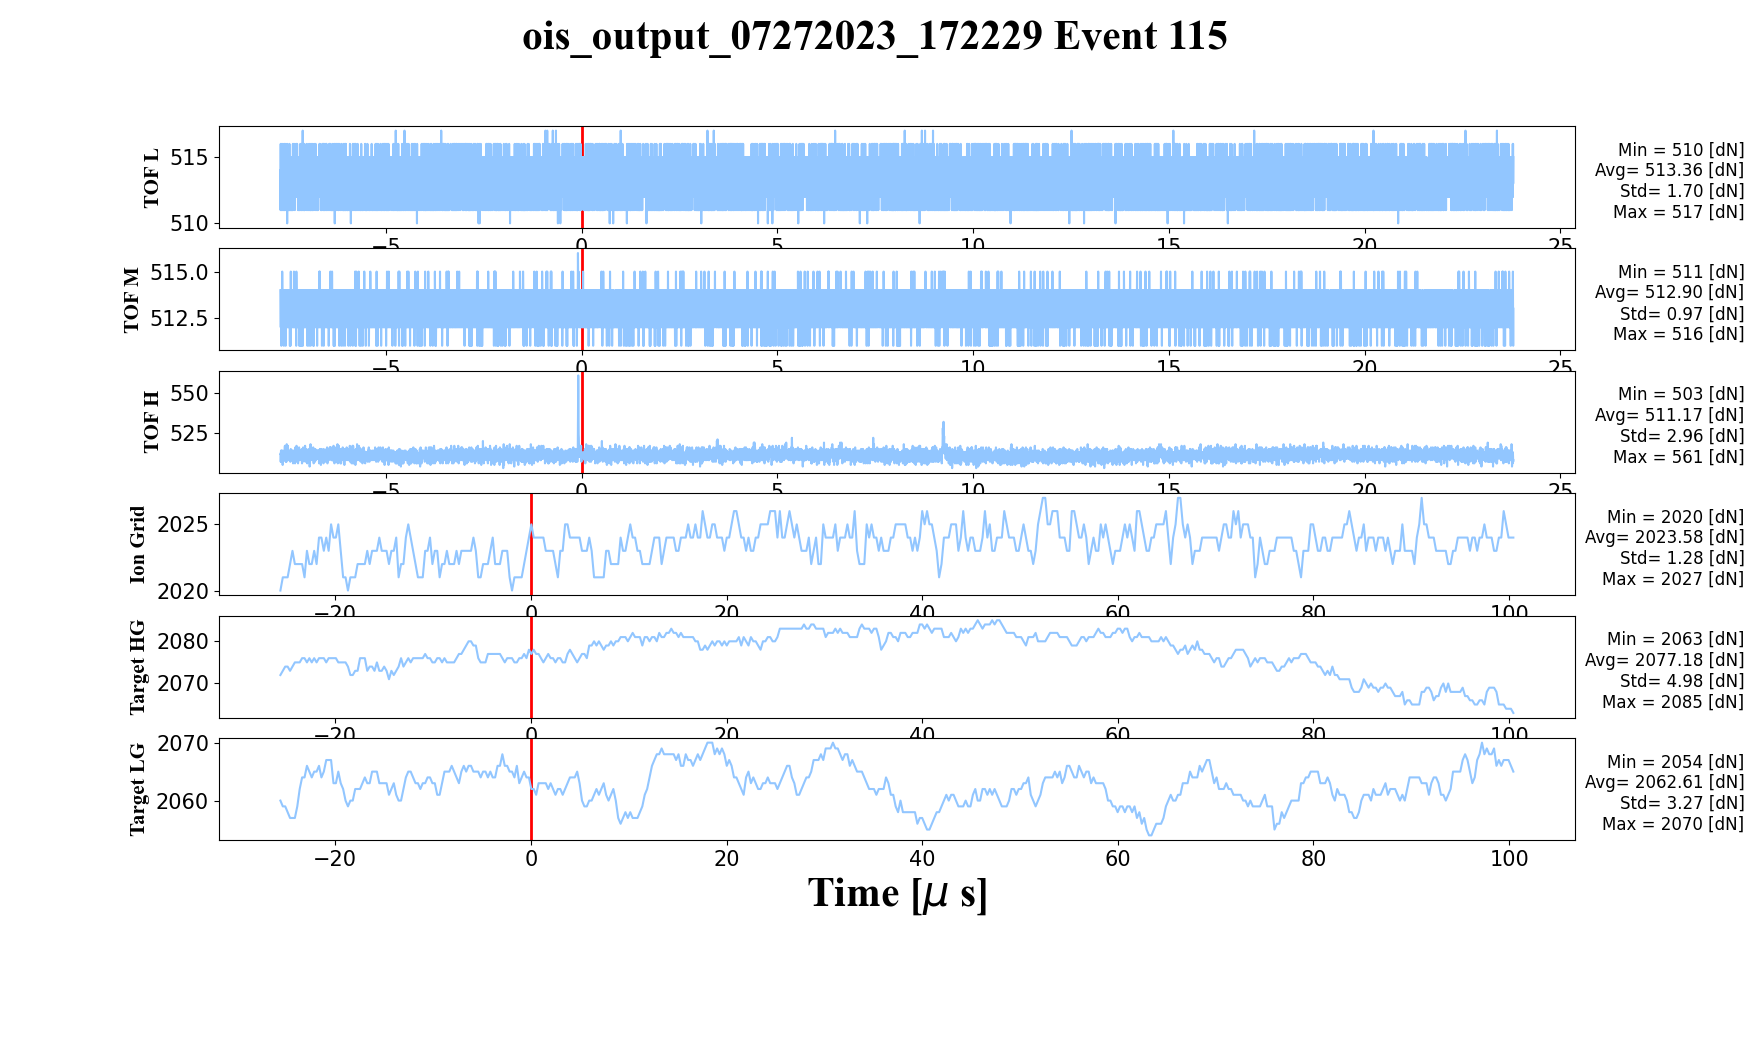 ois_output_07272023_172229 Event 115
TOF L
515
510
−5 0 5 10 15 20 25
Min = 510 [dN]
Avg= 513.36 [dN]
Std= 1.70 [dN]
Max = 517 [dN]
TOF M
515.0
512.5
−5 0 5 10 15 20 25
Min = 511 [dN]
Avg= 512.90 [dN]
Std= 0.97 [dN]
Max = 516 [dN]
TOF H
550
525
−5 0 5 10 15 20 25
Min = 503 [dN]
Avg= 511.17 [dN]
Std= 2.96 [dN]
Max = 561 [dN]
Ion Grid
2025
2020
−20 0 20 40 60 80 100
Min = 2020 [dN]
Avg= 2023.58 [dN]
Std= 1.28 [dN]
Max = 2027 [dN]
Target HG
2080
2070
−20 0 20 40 60 80 100
Min = 2063 [dN]
Avg= 2077.18 [dN]
Std= 4.98 [dN]
Max = 2085 [dN]
Target LG
2070
2060
−20 0 20 40 60 80 100
Min = 2054 [dN]
Avg= 2062.61 [dN]
Std= 3.27 [dN]
Max = 2070 [dN]
Time [μ s]